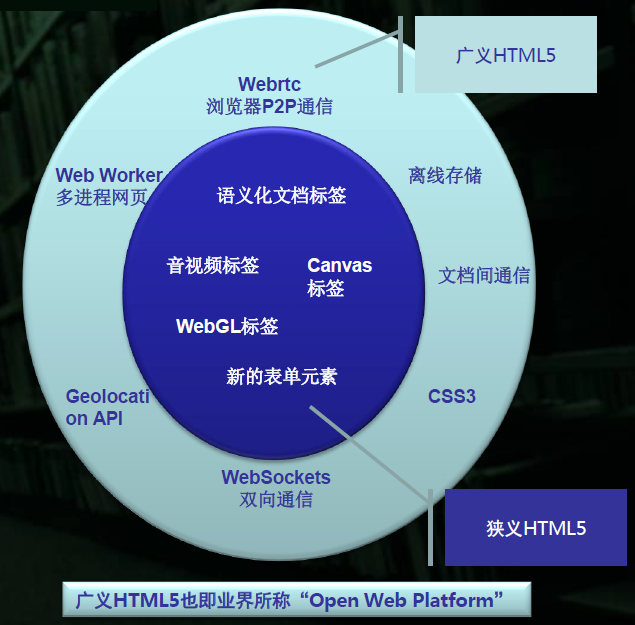 广义HTML5
Webrtc
浏览器P2P通信
Web Worker
多进程网页
离线存储
语义化文档标签
音视频标签
Canvas
标签
文档间通信
WebGL标签
新的表单元素
Geolocati
on API
CSS3
WebSockets
双向通信
狭义HTML5
广义HTML5也即业界所称“Open Web Platform”